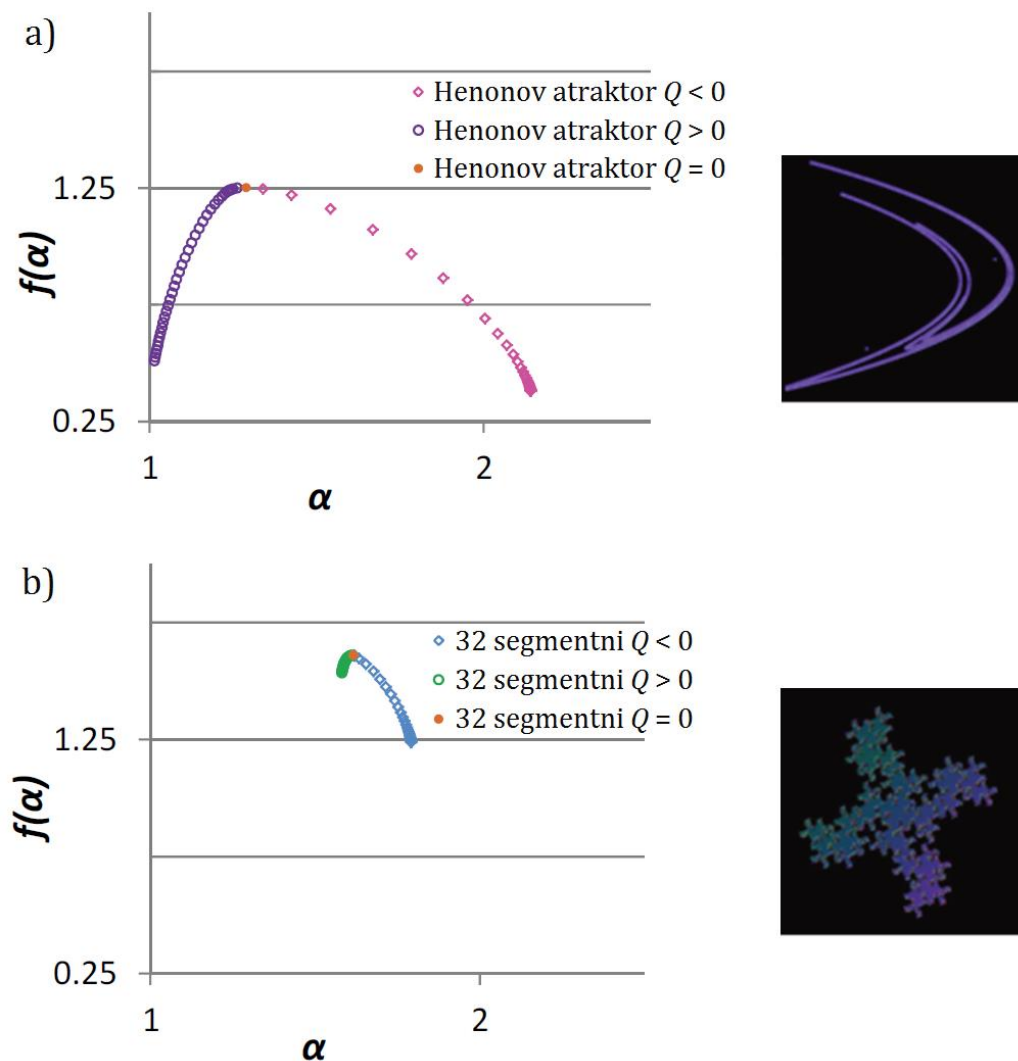 a)
Henonov atraktor Q < 0
Henonov atraktor Q > 0
Henonov atraktor Q = 0
1.25
f(α)
0.25
1
2
α
b)
32 segmentni Q < 0
32 segmentni Q > 0
32 segmentni Q = 0
1.25
f(α)
0.25
1
2
α